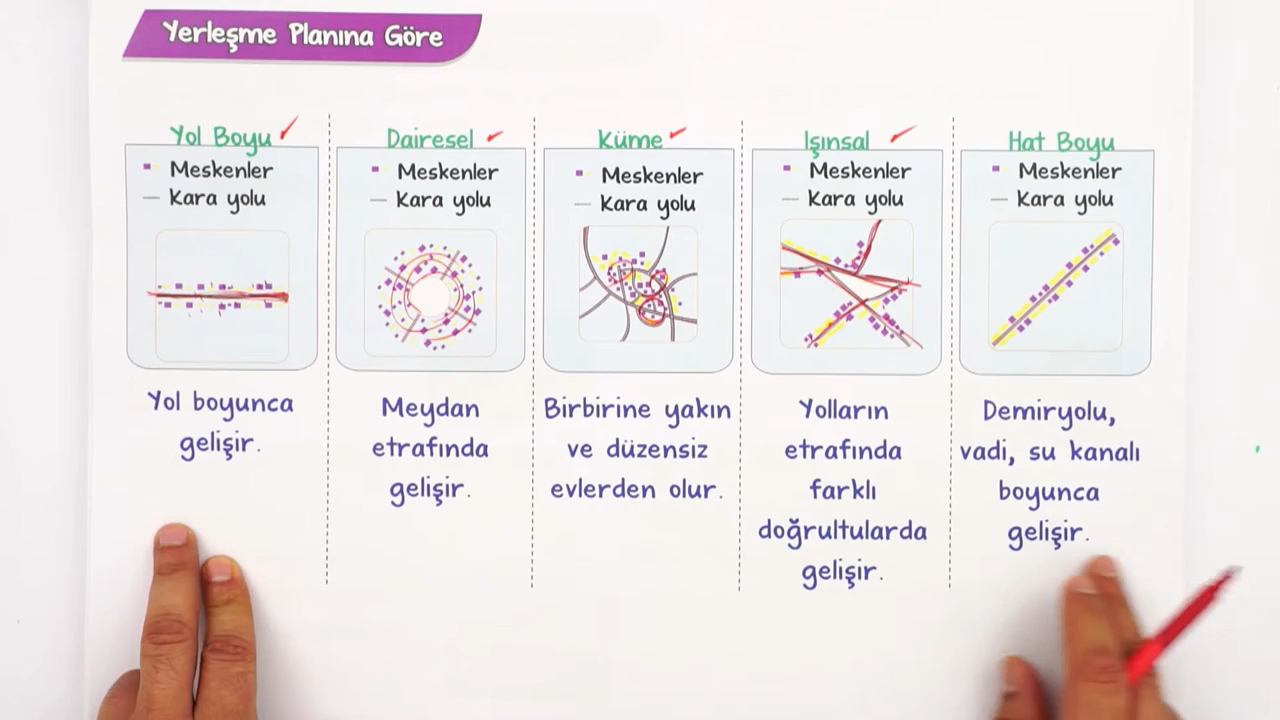 Yerleşme Planına Göre
Yol Boyu
Meskenler
Kara yolu
Yol boyunca
gelişir.
Dairesel
Meskenler
Kara yolu
Meydan
etrafında
gelişir.
Küme
Meskenler
Kara yolu
Birbirine yakın
ve düzensiz
evlerden olur.
Işınsal
Meskenler
Kara yolu
Yolların
etrafında
farklı
doğrultularda
gelişir.
Hat Boyu
Meskenler
Kara yolu
Demiryolu,
vadi, su kanalı
boyunca
gelişir.